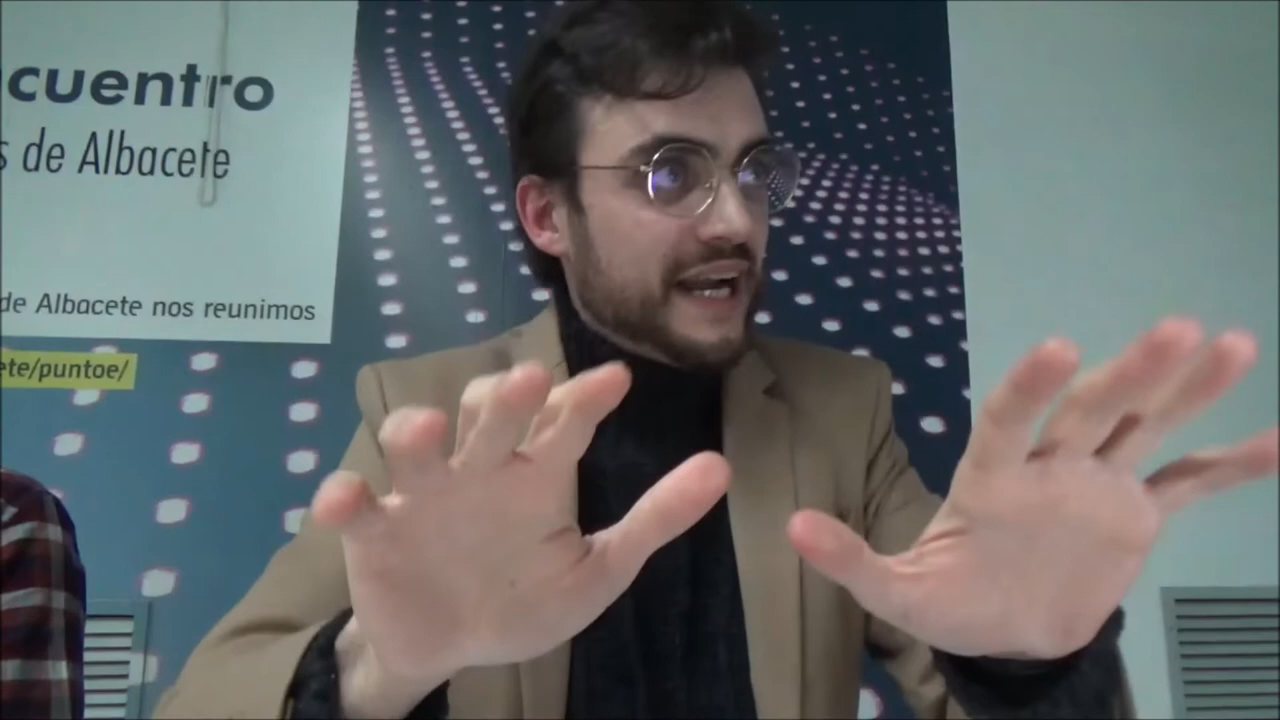 cuentro
s de Albacete
de Albacete nos reunimos
ete/puntoe/